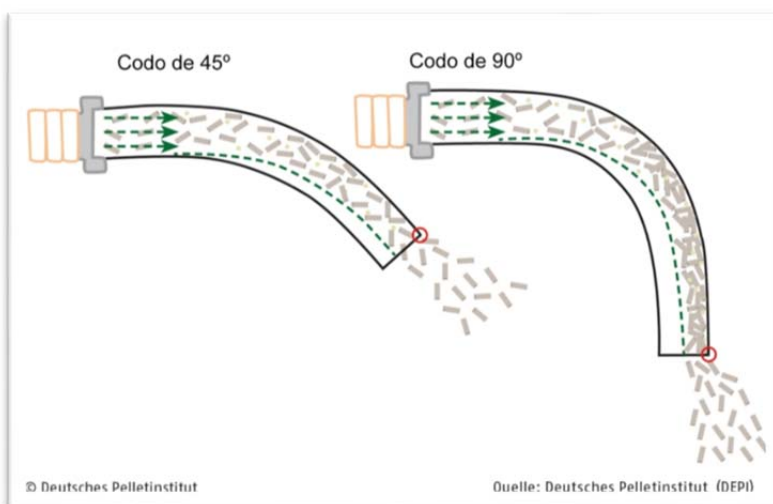 Codo de 45º
Codo de 90º
© Deutsches Pelletinstitut
Quelle: Deutsches Pelletinstitut (DEPI)